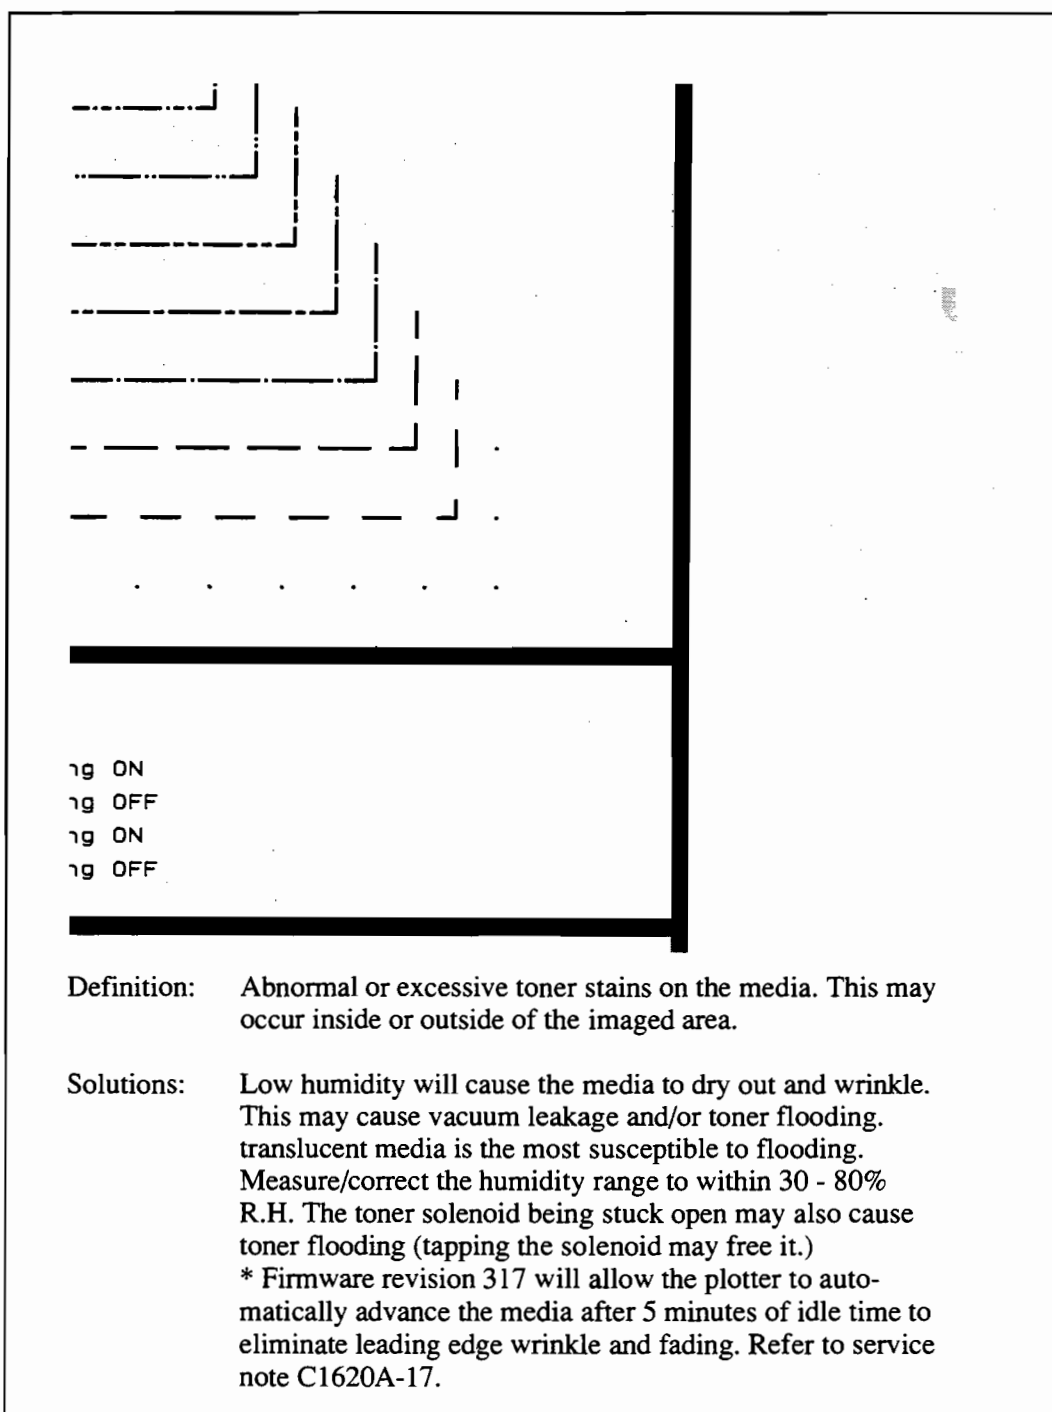 ng ON
ng OFF
ng ON
ng OFF
Definition: Abnormal or excessive toner stains on the media. This may
occur inside or outside of the imaged area.
Solutions: Low humidity will cause the media to dry out and wrinkle.
This may cause vacuum leakage and/or toner flooding.
translucent media is the most susceptible to flooding.
Measure/correct the humidity range to within 30 - 80%
R.H. The toner solenoid being stuck open may also cause
toner flooding (tapping the solenoid may free it.)
* Firmware revision 317 will allow the plotter to auto-
matically advance the media after 5 minutes of idle time to
eliminate leading edge wrinkle and fading. Refer to service
note C1620A-17.